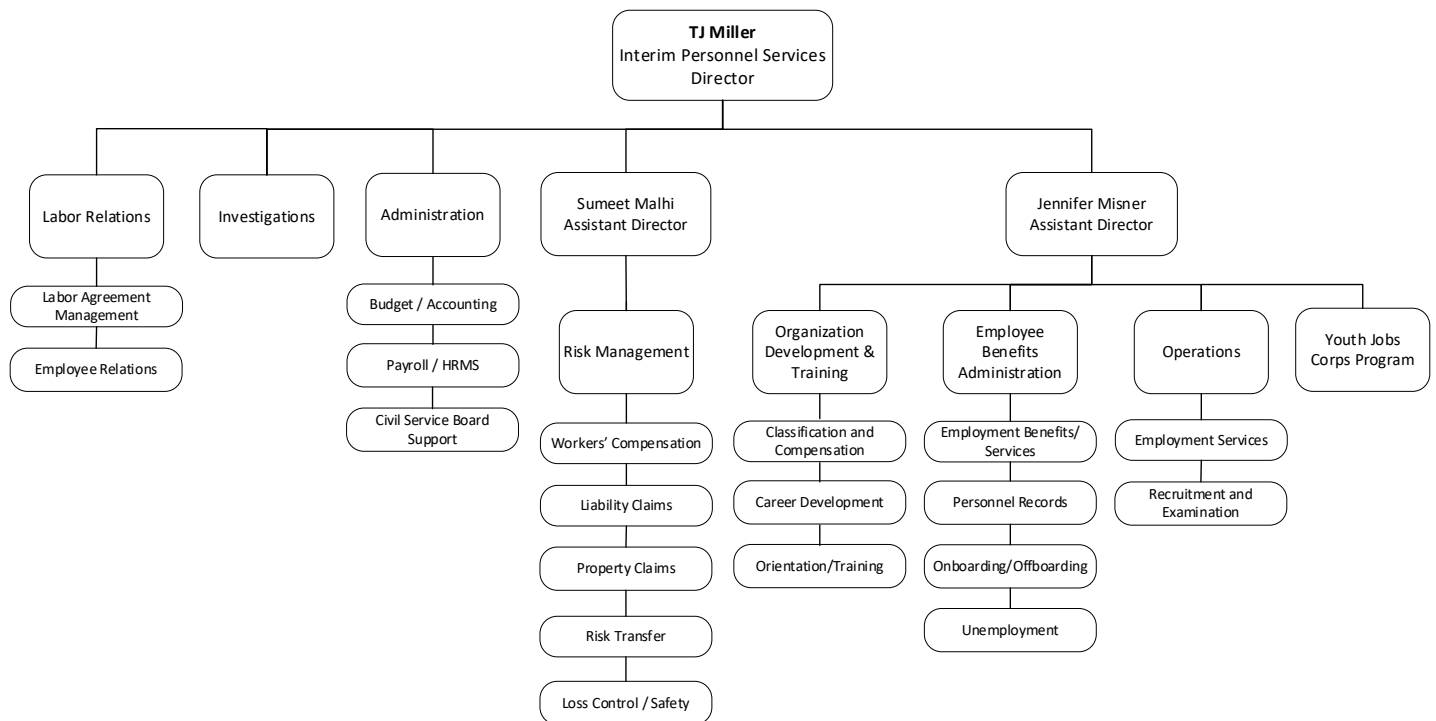 TJ Miller
Interim Personnel Services
Director
Labor Relations
Investigations
Administration
Sumeet Malhi
Assistant Director
Jennifer Misner
Assistant Director
Labor Agreement
Management
Employee Relations
Budget / Accounting
Payroll / HRMS
Civil Service Board
Support
Risk Management
Workers’ Compensation
Liability Claims
Property Claims
Risk Transfer
Loss Control / Safety
Organization
Development &
Training
Classification and
Compensation
Career Development
Orientation/Training
Employee
Benefits
Administration
Employment Benefits/
Services
Personnel Records
Onboarding/Offboarding
Unemployment
Operations
Employment Services
Recruitment and
Examination
Youth Jobs
Corps Program